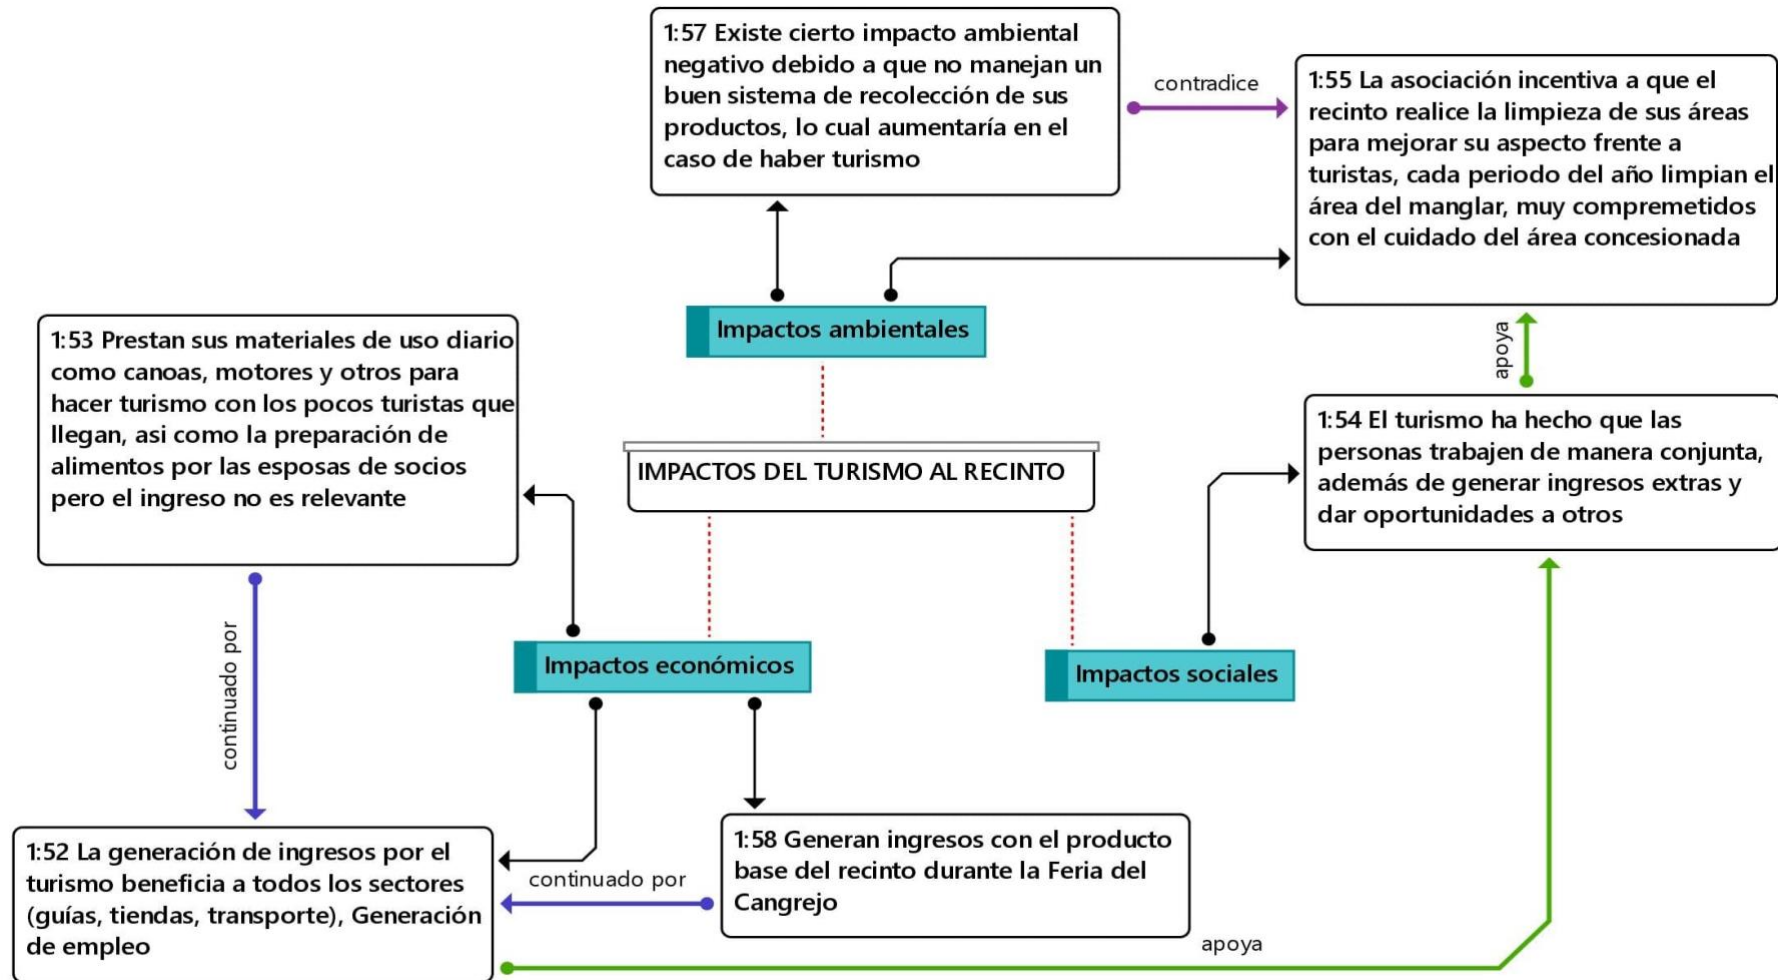 1:57 Existe cierto impacto ambiental
negativo debido a que no manejan un
buen sistema de recolección de sus
productos, lo cual aumentaría en el
caso de haber turismo
contradice
1:55 La asociación incentiva a que el
recinto realice la limpieza de sus áreas
para mejorar su aspecto frente a
turistas, cada periodo del año limpian el
área del manglar, muy compremetidos
con el cuidado del área concesionada
Impactos ambientales
1:53 Prestan sus materiales de uso diario
como canoas, motores y otros para
hacer turismo con los pocos turistas que
llegan, asi como la preparación de
alimentos por las esposas de socios
pero el ingreso no es relevante
apoya
1:54 El turismo ha hecho que las
personas trabajen de manera conjunta,
además de generar ingresos extras y
dar oportunidades a otros
IMPACTOS DEL TURISMO AL RECINTO
continuado por
Impactos económicos
Impactos sociales
1:52 La generación de ingresos por el
turismo beneficia a todos los sectores
(guías, tiendas, transporte), Generación
de empleo
continuado por
1:58 Generan ingresos con el producto
base del recinto durante la Feria del
Cangrejo
apoya